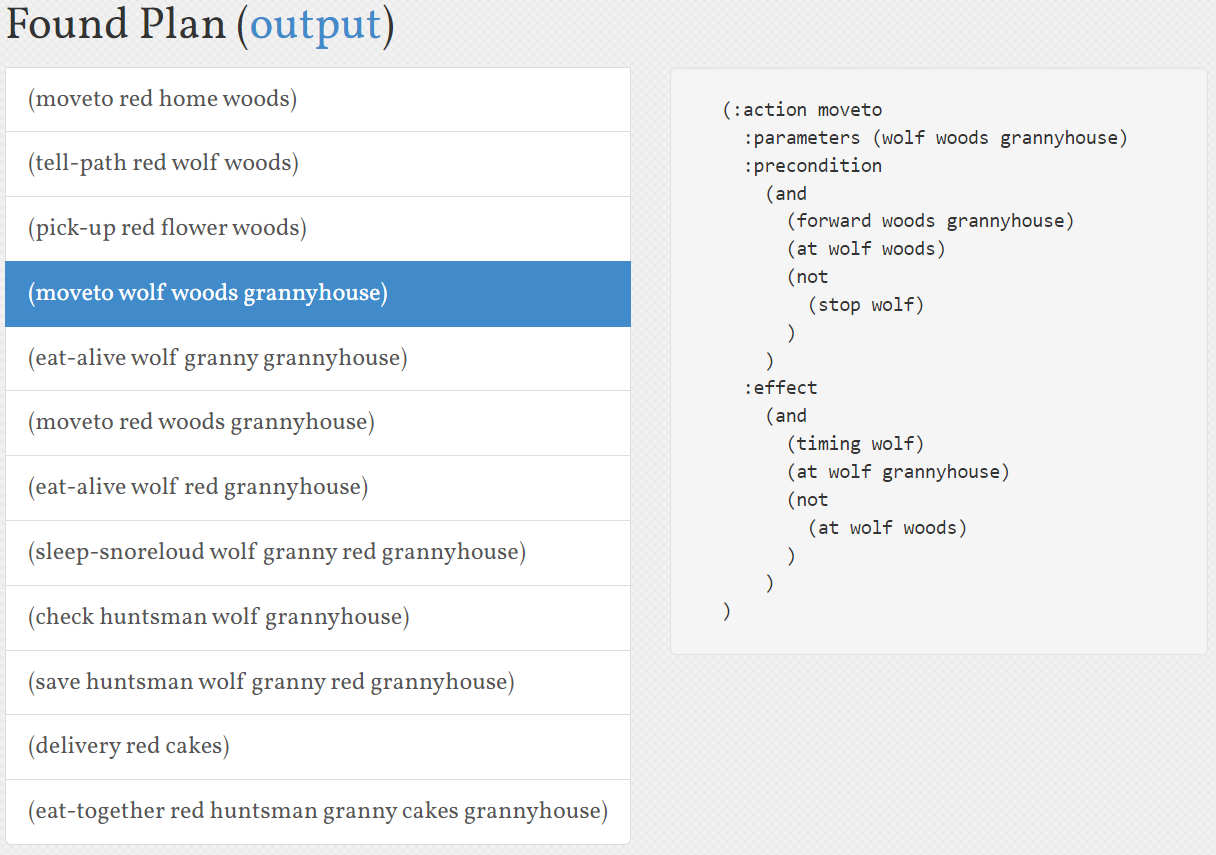 Found Plan (output)
(moveto red home woods)
(tell-path red wolf woods)
(pick-up red flower woods)
(moveto wolf woods grannyhouse)
(eat-alive wolf granny grannyhouse)
(moveto red woods grannyhouse)
(eat-alive wolf red grannyhouse)
(sleep-snoreloud wolf granny red grannyhouse)
(check huntsman wolf grannyhouse)
(save huntsman wolf granny red grannyhouse)
(delivery red cakes)
(eat-together red huntsman granny cakes grannyhouse)
(:action moveto
  :parameters (wolf woods grannyhouse)
  :precondition
    (and
      (forward woods grannyhouse)
      (at wolf woods)
      (not
        (stop wolf)
      )
    )
  :effect
    (and
      (timing wolf)
      (at wolf grannyhouse)
      (not
        (at wolf woods)
      )
    )
)